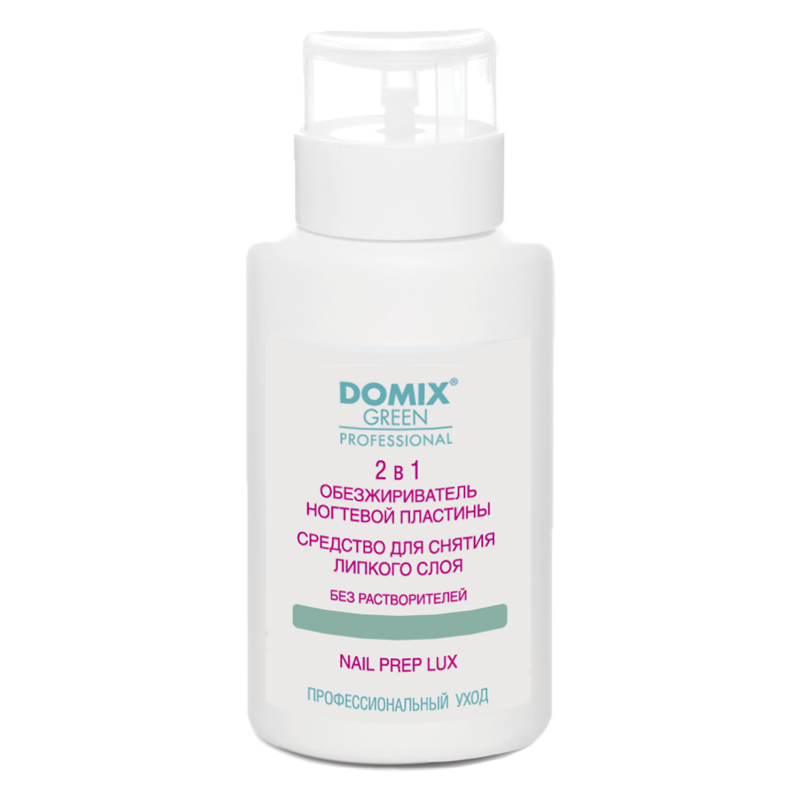 DOMIX®
GREEN
PROFESSIONAL
2 в 1
ОБЕЗЖИРИВАТЕЛЬ
НОГТЕВОЙ ПЛАСТИНЫ
СРЕДСТВО ДЛЯ СНЯТИЯ
ЛИПКОГО СЛОЯ
БЕЗ РАСТВОРИТЕЛЕЙ
NAIL PREP LUX
ПРОФЕССИОНАЛЬНЫЙ УХОД